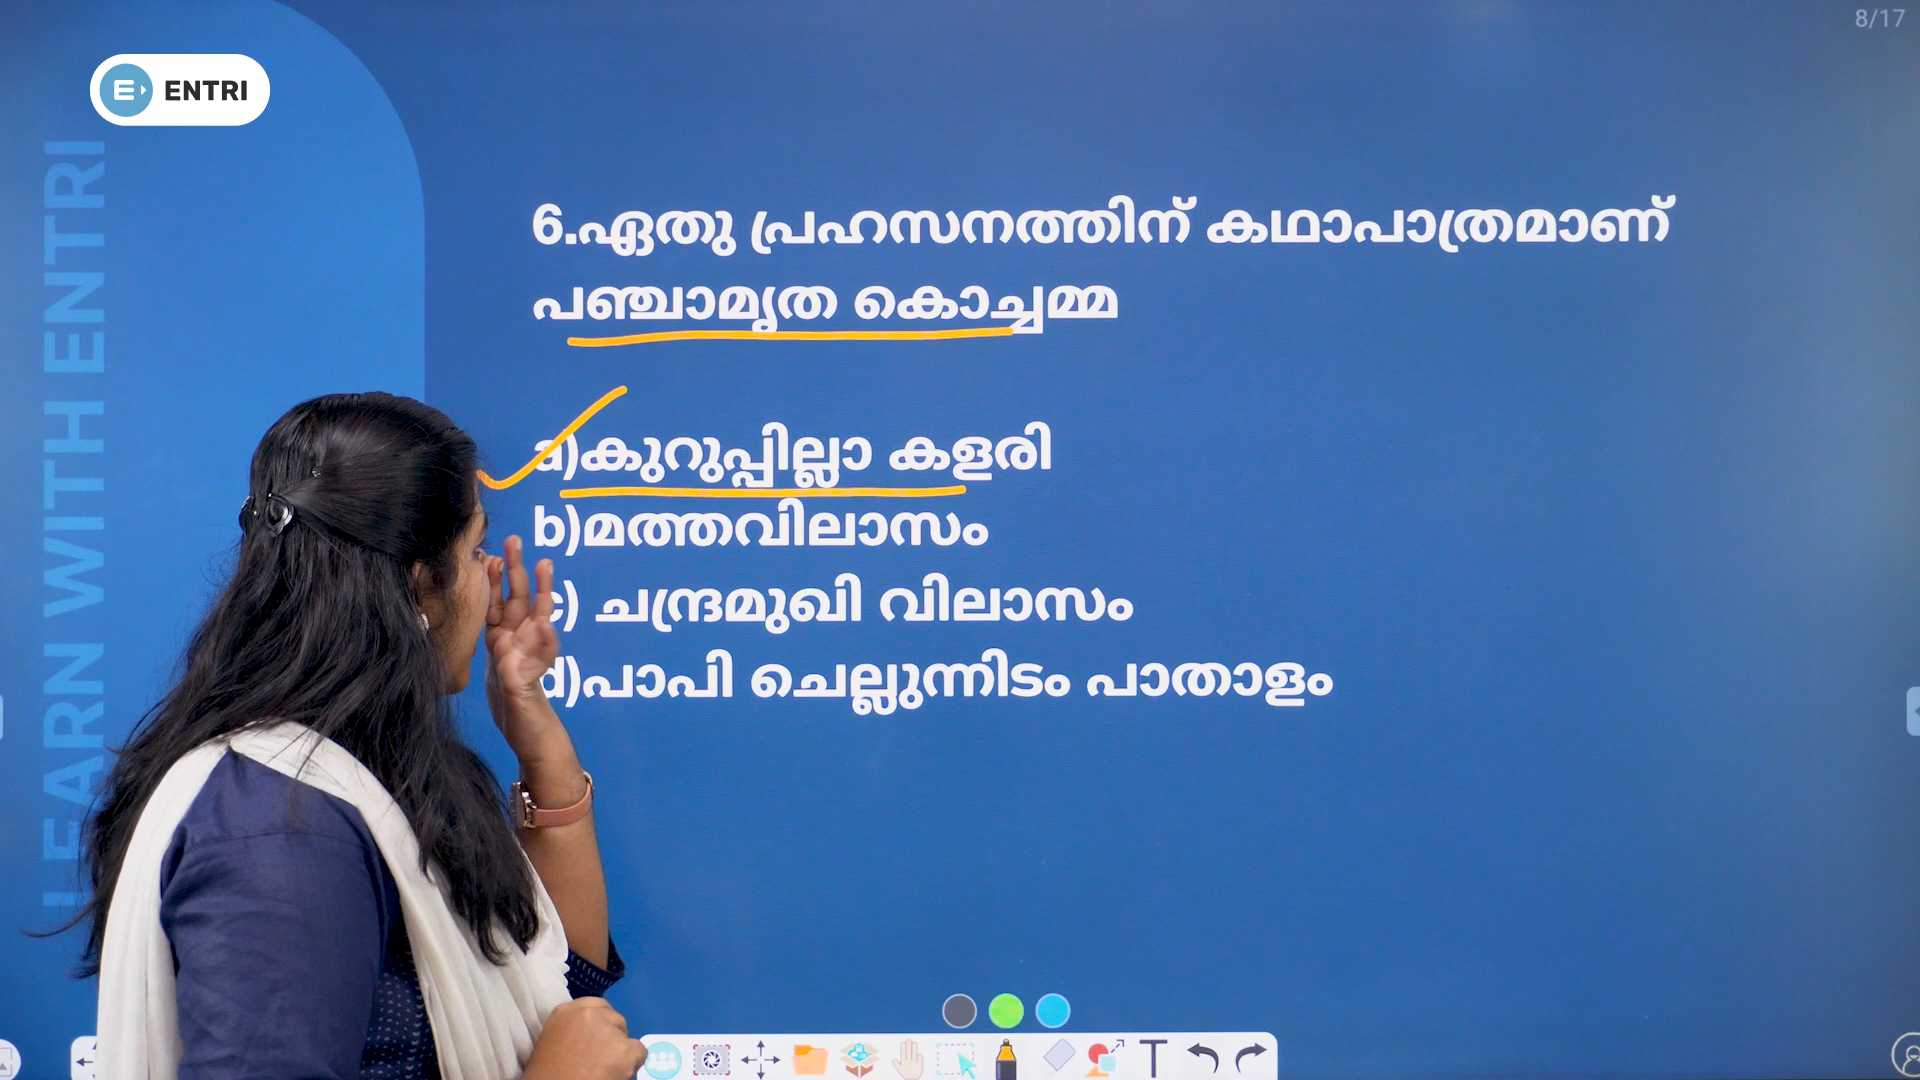 8/17
ENTRI
LEARN WITH ENTRI
6.ഏതു പ്രഹസനത്തിന് കഥാപാത്രമാണ്
പഞ്ചാമൃത കൊച്ചമ്മ
a)കുറുപ്പില്ലാ കളരി
b)മത്തവിലാസം
c) ചന്ദ്രമുഖി വിലാസം
d)പാപി ചെല്ലുന്നിടം പാതാളം
T